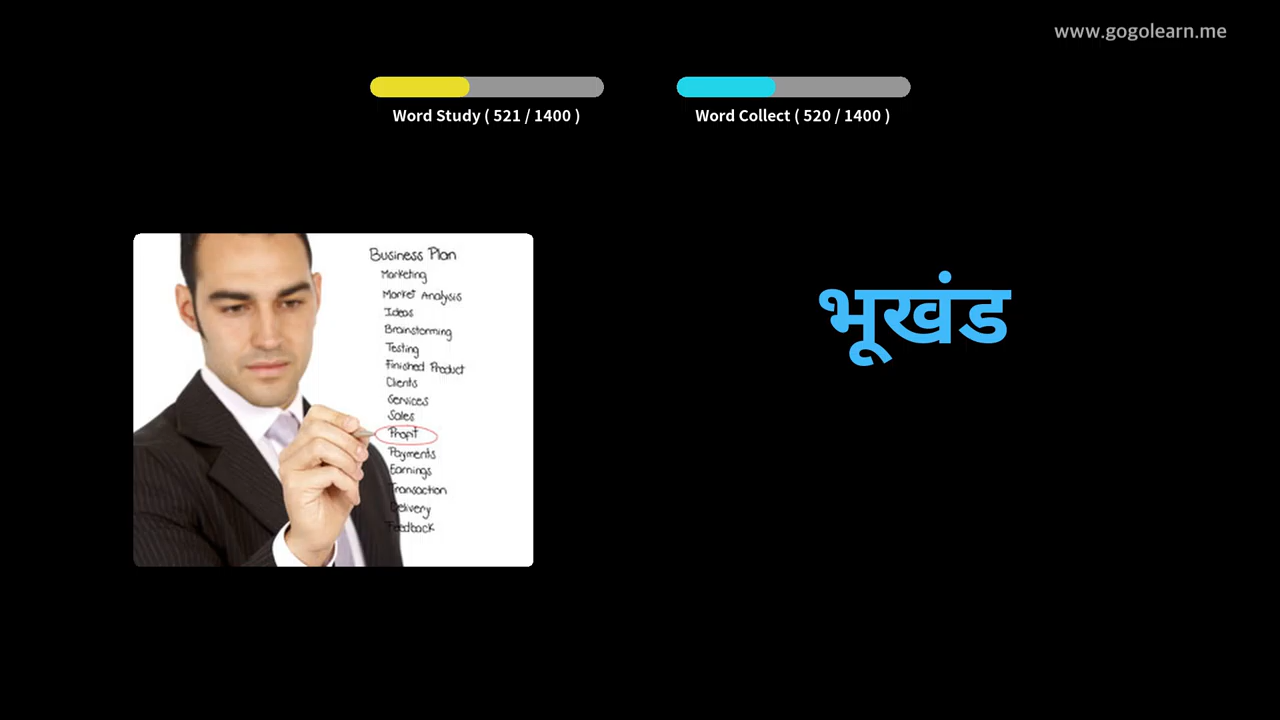 www.gogolearn.me
Word Study ( 521 / 1400 )
Word Collect ( 520 / 1400 )
Business Plan
Marketing
Market Analysis
Ideas
Brainstorming
Testing
Finished Product
Clients
Services
Sales
Profit
Payments
Earnings
Transaction
Delivery
Feedback
भूखंड